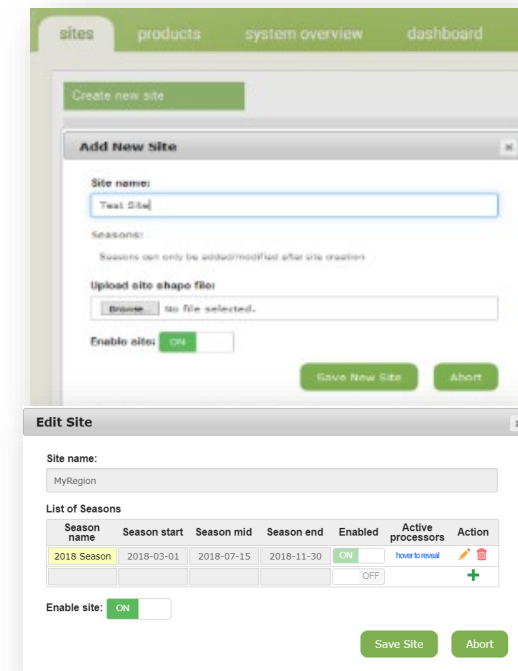 sites products system overview dashboard
Create new site
Add New Site
Site name:
Test Site
Seasons:
Seasons can only be added/modified after site creation
Upload site shape file:
Browse... No file selected.
Enable site: ON
Save New Site Abort
Edit Site
Site name:
MyRegion
List of Seasons
Season name Season start Season mid Season end Enabled Active processors Action
2018 Season 2018-03-01 2018-07-15 2018-11-30 ON hover to reveal
OFF
Enable site: ON
Save Site Abort